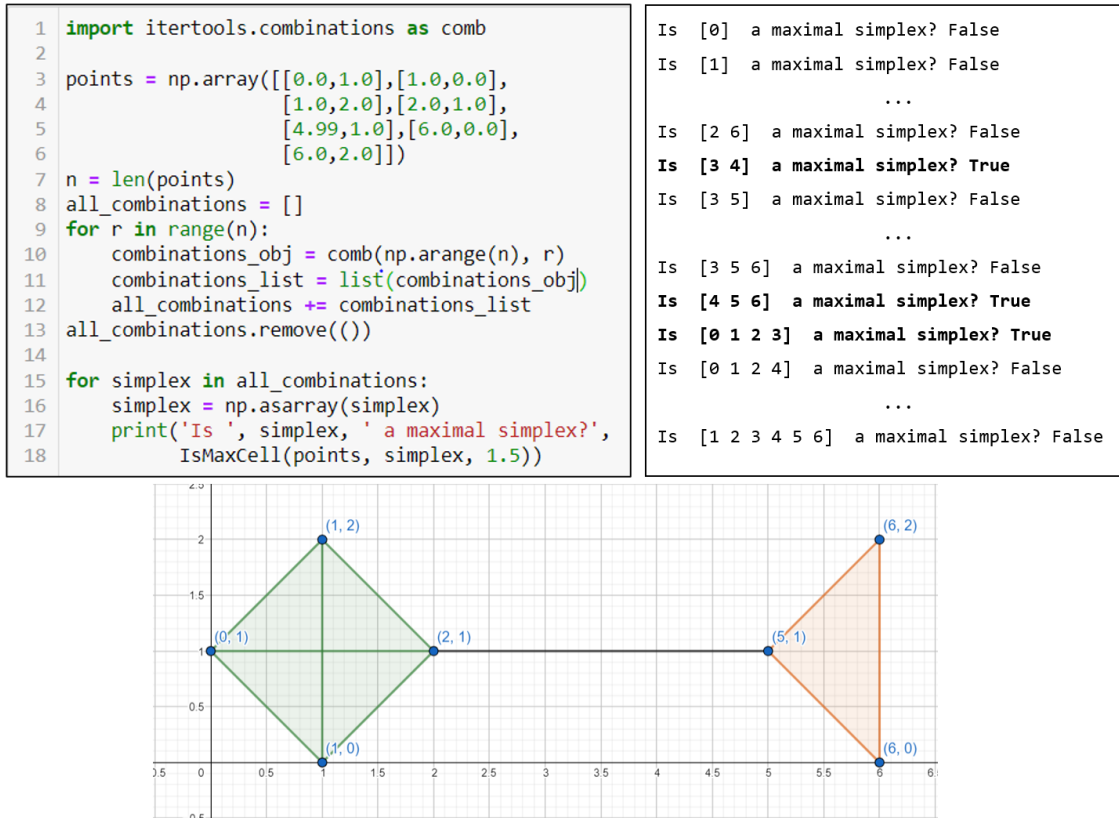 1 import itertools.combinations as comb
2
3 points = np.array([[0.0,1.0],[1.0,0.0],
4 [1.0,2.0],[2.0,1.0],
5 [4.99,1.0],[6.0,0.0],
6 [6.0,2.0]])
7 n = len(points)
8 all_combinations = []
9 for r in range(n):
10 combinations_obj = comb(np.arange(n), r)
11 combinations_list = list(combinations_obj)
12 all_combinations += combinations_list
13 all_combinations.remove(())
14
15 for simplex in all_combinations:
16 simplex = np.asarray(simplex)
17 print('Is ', simplex, ' a maximal simplex?',
18 IsMaxCell(points, simplex, 1.5))
Is [0] a maximal simplex? False
Is [1] a maximal simplex? False
...
Is [2 6] a maximal simplex? False
Is [3 4] a maximal simplex? True
Is [3 5] a maximal simplex? False
...
Is [3 5 6] a maximal simplex? False
Is [4 5 6] a maximal simplex? True
Is [0 1 2 3] a maximal simplex? True
Is [0 1 2 4] a maximal simplex? False
...
Is [1 2 3 4 5 6] a maximal simplex? False
2.5
(1, 2) (6, 2)
2
1.5
(0, 1) (2, 1) (5, 1)
1
0.5
(1, 0) (6, 0)
0.5 0 0.5 1 1.5 2 2.5 3 3.5 4 4.5 5 5.5 6 6.
0.5